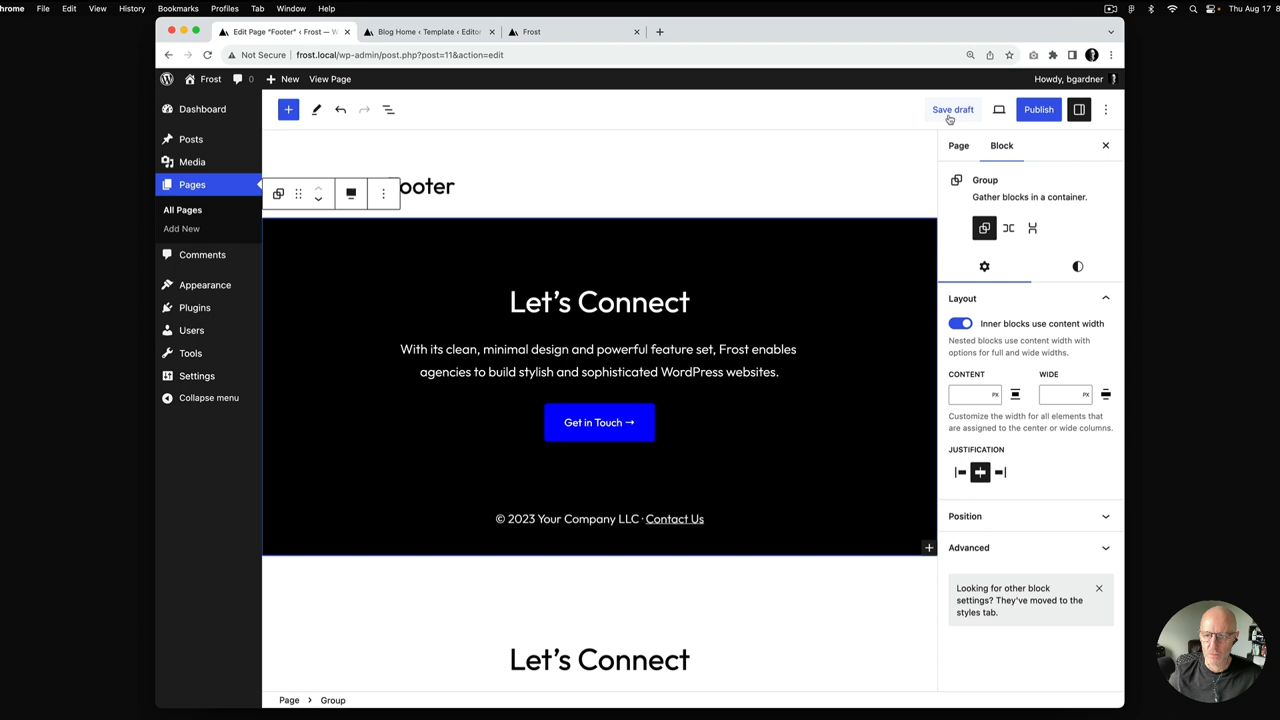 hrome File Edit View History Bookmarks Profiles Tab Window Help Thu Aug 17 8
Edit Page “Footer” ‹ Frost — W Blog Home ‹ Template ‹ Editor Frost
Not Secure frost.local/wp-admin/post.php?post=11&action=edit
Frost 0 New View Page Howdy, bgardner
Dashboard
Posts
Media
Pages
All Pages
Add New
Comments
Appearance
Plugins
Users
Tools
Settings
Collapse menu
Save draft Publish
ooter
Let’s Connect
With its clean, minimal design and powerful feature set, Frost enables
agencies to build stylish and sophisticated WordPress websites.
Get in Touch →
© 2023 Your Company LLC · Contact Us
Let’s Connect
Page Block
Group
Gather blocks in a container.
Layout
Inner blocks use content width
Nested blocks use content width with
options for full and wide widths.
CONTENT WIDE
PX PX
Customize the width for all elements that
are assigned to the center or wide columns.
JUSTIFICATION
Position
Advanced
Looking for other block
settings? They've moved to the
styles tab.
Page > Group